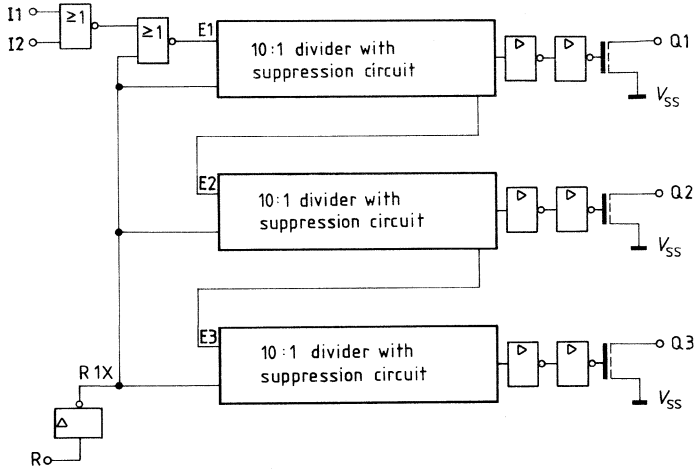 I1
I2
≥1
≥1
E1
10:1 divider with
suppression circuit
▷
▷
Q1
VSS
E2
10:1 divider with
suppression circuit
▷
▷
Q2
VSS
E3
10:1 divider with
suppression circuit
▷
▷
Q3
VSS
R1X
R